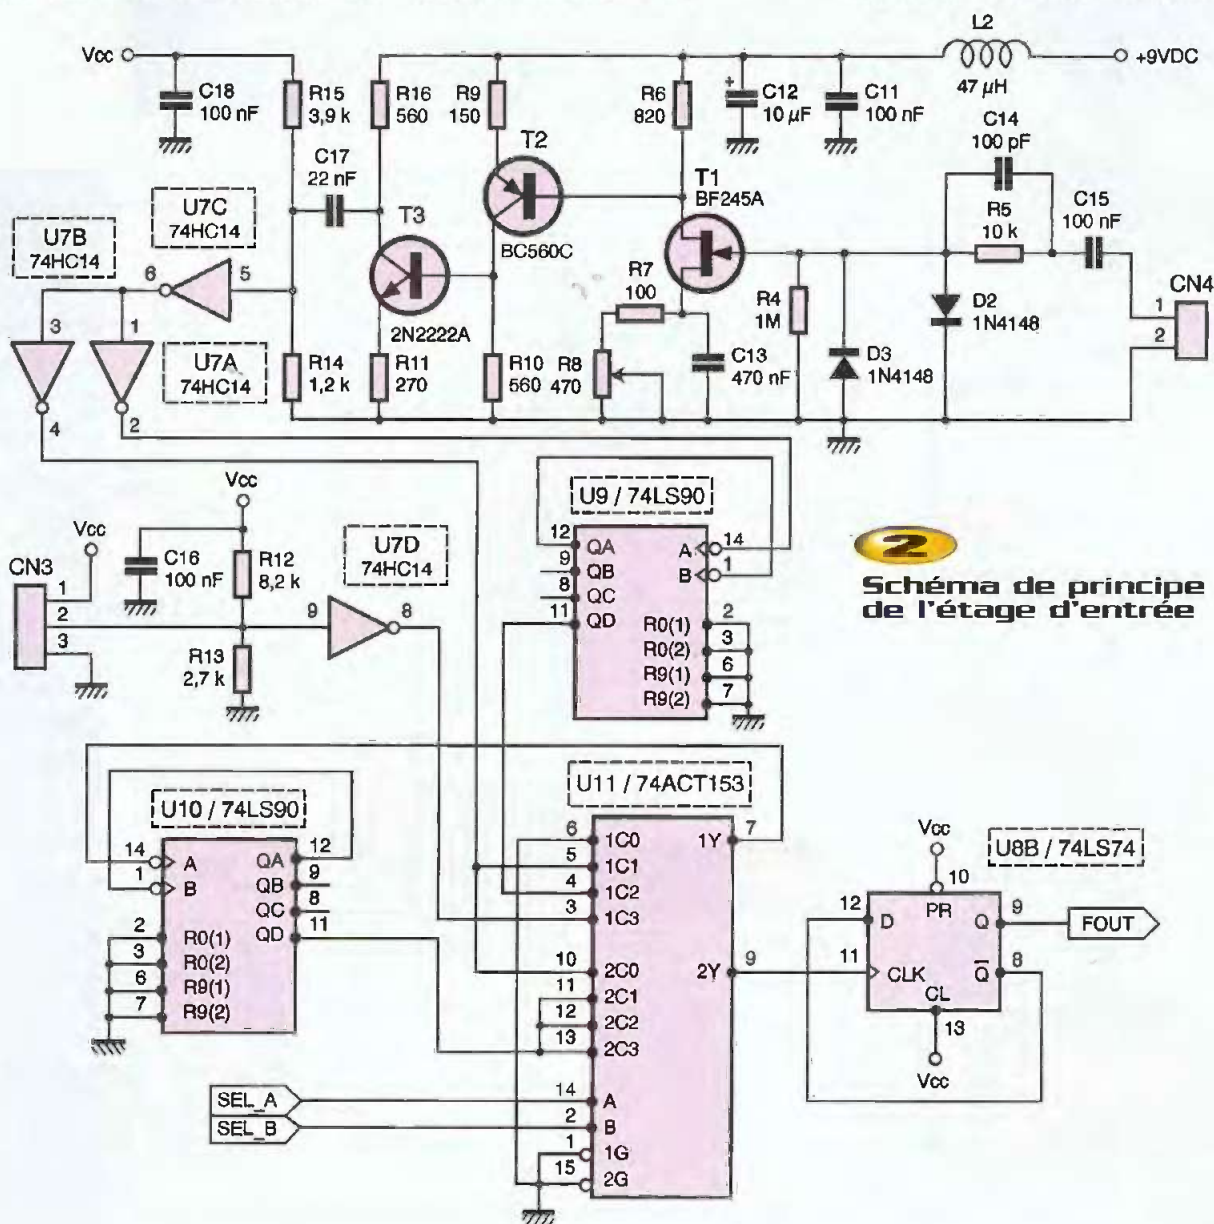 L2
Vcc
+9VDC
47 µH
C18
100 nF
R15
3,9 k
R16
560
R9
150
R6
820
C12
10 µF
+
C11
100 nF
C14
100 pF
T2
C17
22 nF
T1
BF245A
C15
100 nF
R5
10 k
U7C
74HC14
T3
BC560C
U7B
74HC14
6
5
R7
100
CN4
1
2
R4
1M
D2
1N4148
3
1
2N2222A
U7A
74HC14
R14
1,2 k
R11
270
R10
560
R8
470
C13
470 nF
D3
1N4148
4
2
Vcc
Vcc
U9 / 74LS90
CN3
C16
100 nF
R12
8,2 k
U7D
74HC14
12
QA
A
14
9
QB
B
1
8
QC
11
QD
1
2
3
9
8
R0(1)
2
R0(2)
3
R9(1)
6
R9(2)
7
R13
2,7 k
2
Schéma de principe
de l'étage d'entrée
U11 / 74ACT153
U10 / 74LS90
14
A
QA
12
1
B
QB
9
QC
8
2
R0(1)
QD
11
3
R0(2)
6
R9(1)
7
R9(2)
6
1C0
1Y
7
5
1C1
4
1C2
3
1C3
10
2C0
2Y
9
11
2C1
12
2C2
13
2C3
14
A
2
B
1
1G
15
2G
SEL_A
SEL_B
Vcc
U8B / 74LS74
10
PR
12
D
Q
9
FOUT
11
CLK
Q
8
CL
13
Vcc